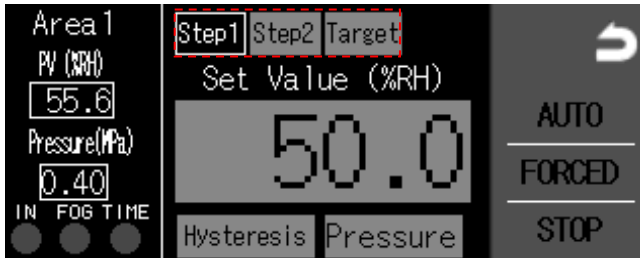 Area1
PV (%RH)
55.6
Pressure(MPa)
0.40
IN FOG TIME
Step1 Step2 Target
Set Value (%RH)
50.0
Hysteresis Pressure
AUTO
FORCED
STOP